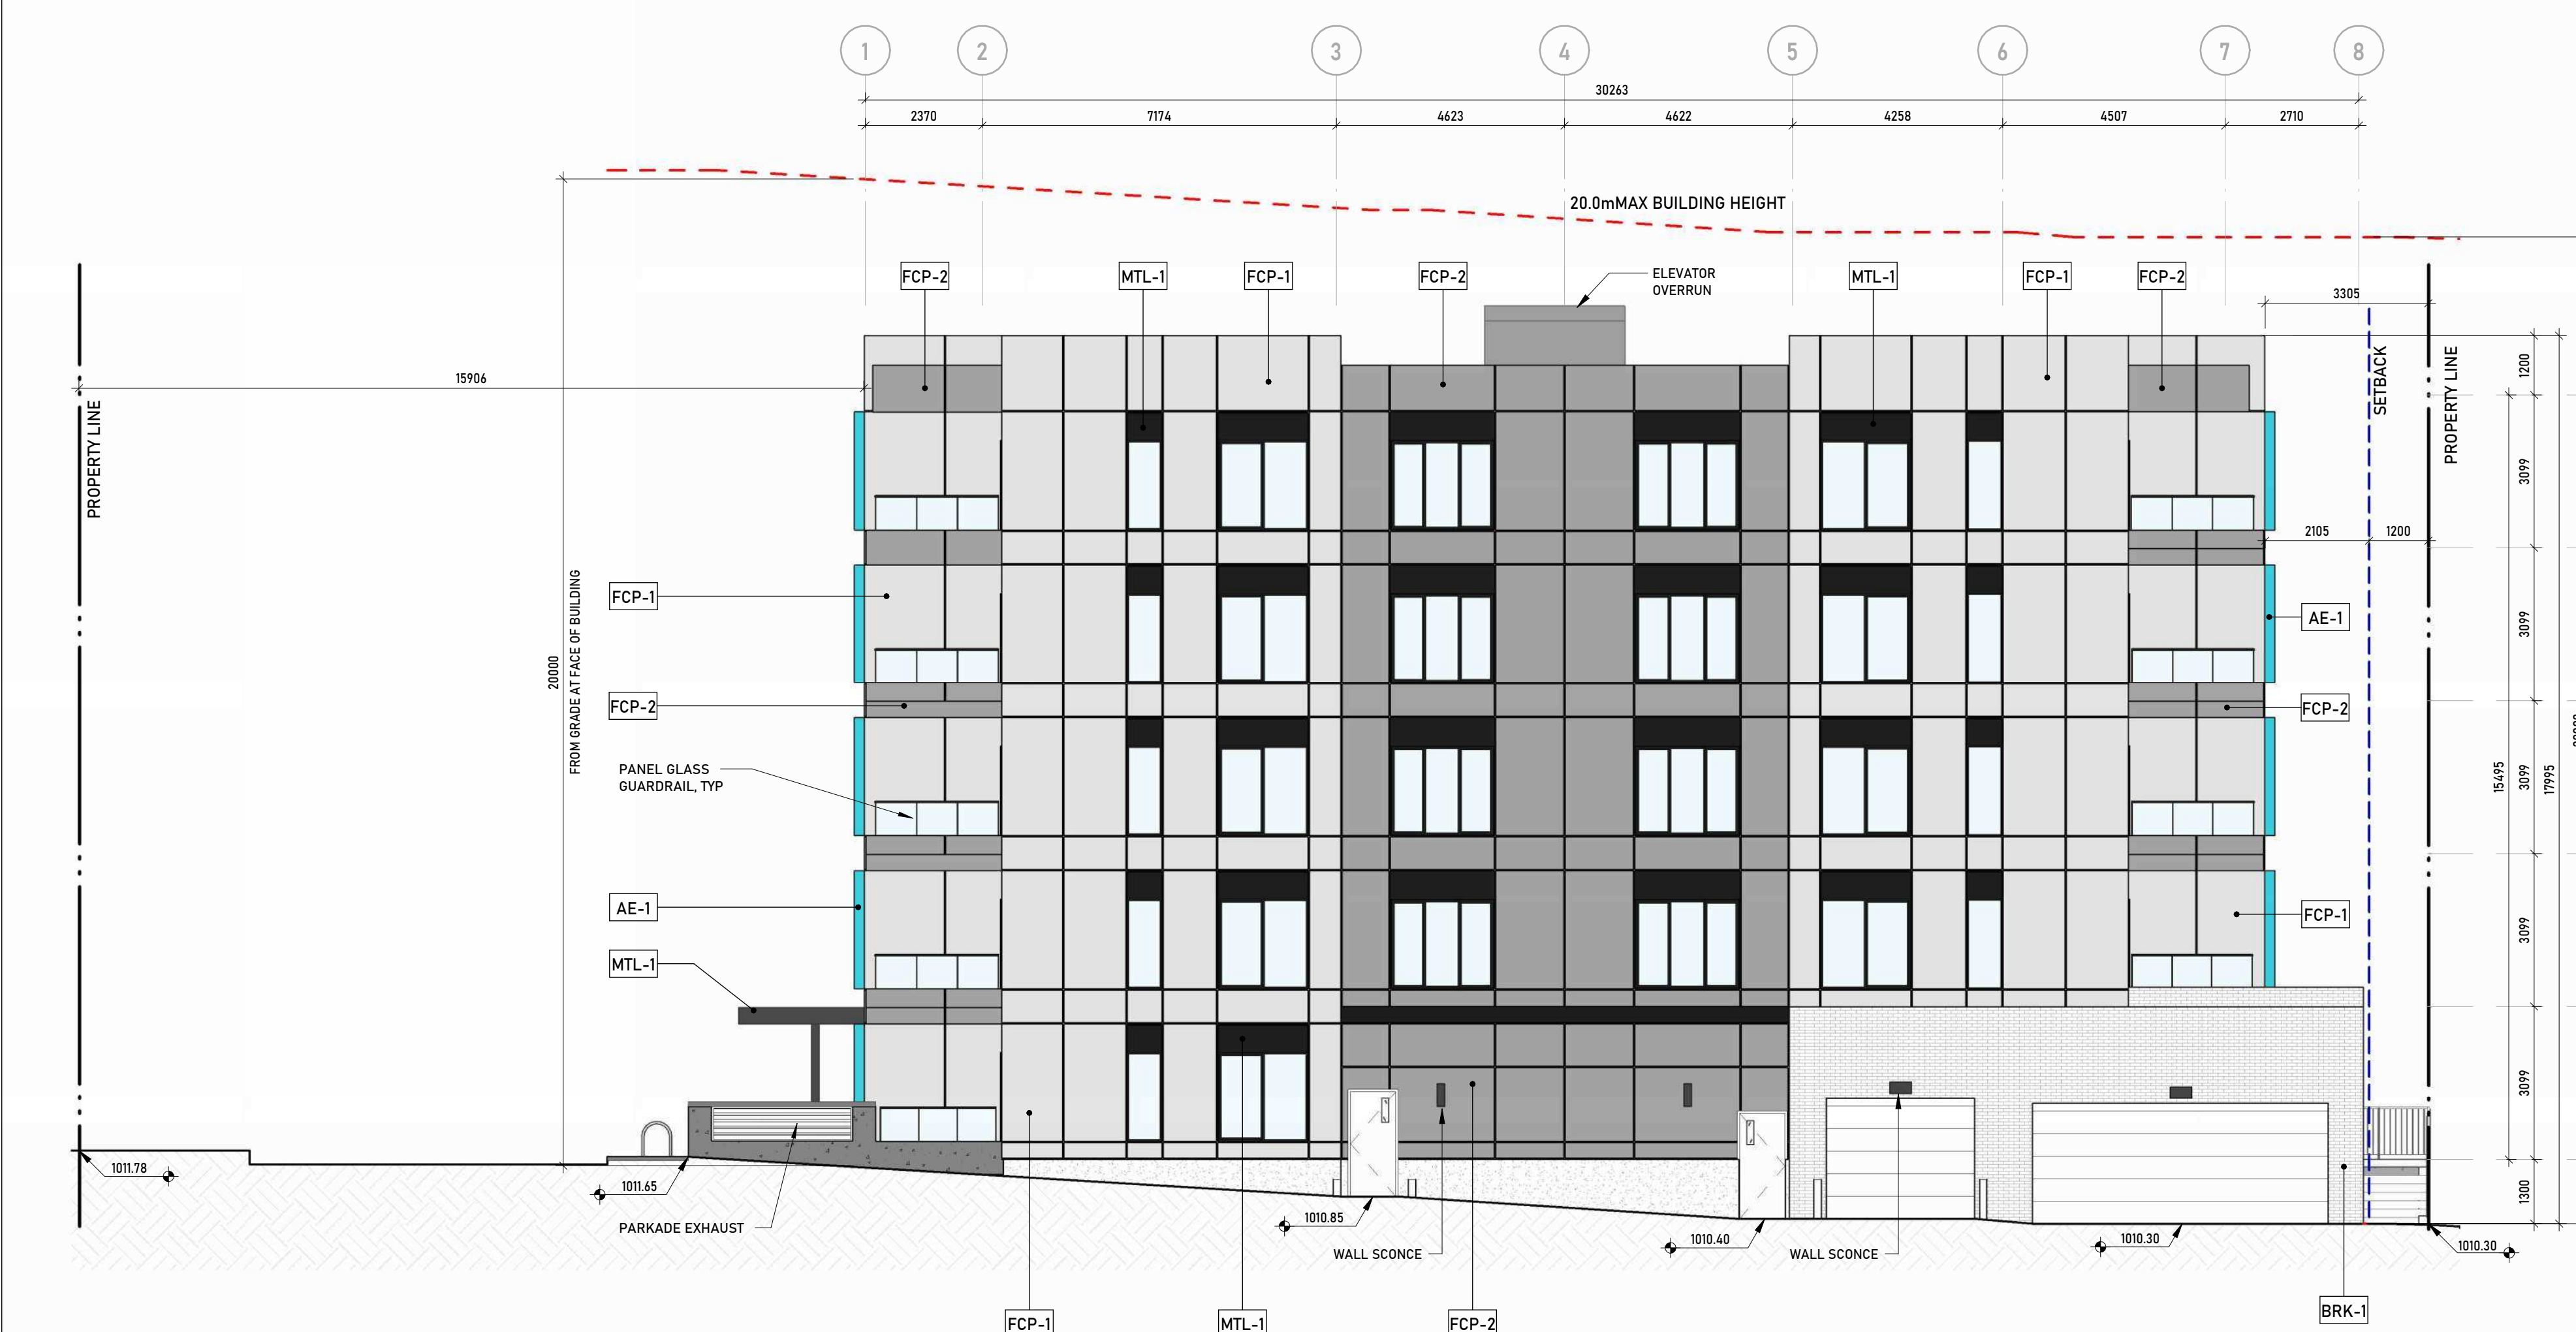 1 2 3 4 5 6 7 8
30263
2370 7174 4623 4622 4258 4507 2710
20.0mMAX BUILDING HEIGHT
FCP-2 MTL-1 FCP-1 FCP-2
ELEVATOR
OVERRUN
MTL-1 FCP-1 FCP-2
3305
15906
PROPERTY LINE
20000
FROM GRADE AT FACE OF BUILDING
SETBACK
PROPERTY LINE
1200
3099
2105 1200
FCP-1
AE-1
3099
FCP-2
FCP-2
PANEL GLASS
GUARDRAIL, TYP
15495
3099
17995
AE-1
FCP-1
3099
MTL-1
3099
1300
1011.78
1011.65
PARKADE EXHAUST
1010.85
WALL SCONCE
1010.40
WALL SCONCE
1010.30
1010.30
FCP-1 MTL-1 FCP-2
BRK-1